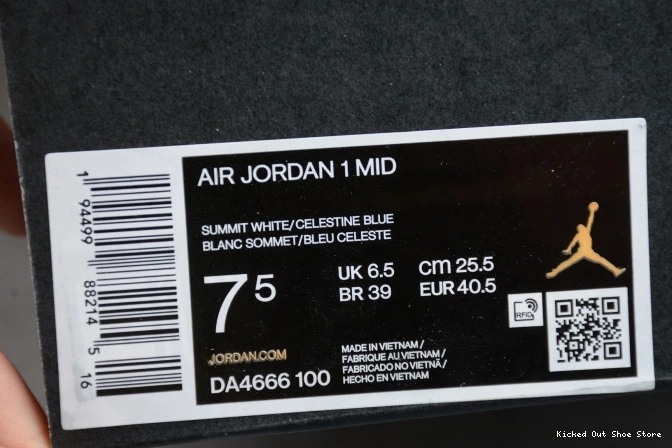 AIR JORDAN 1 MID
SUMMIT WHITE/CELESTINE BLUE
BLANC SOMMET/BLEU CELESTE
7 5
UK 6.5 CM 25.5
BR 39 EUR 40.5
RFID
JORDAN.COM
DA4666 100
MADE IN VIETNAM/
FABRIQUE AU VIETNAM/
FABRICADO NO VIETNÃ/
HECHO EN VIETNAM
1 94499 88214 5 16
Kicked Out Shoe Store